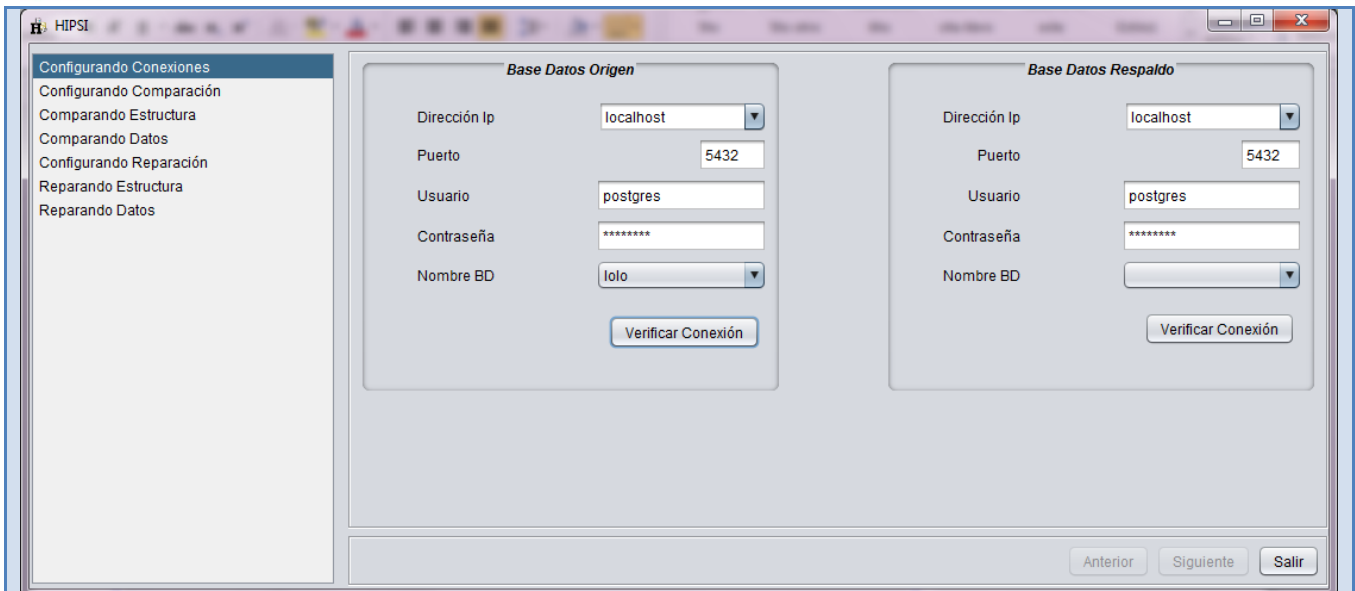 HIPSI
Configurando Conexiones
Configurando Comparación
Comparando Estructura
Comparando Datos
Configurando Reparación
Reparando Estructura
Reparando Datos
Base Datos Origen
Dirección Ip localhost
Puerto 5432
Usuario postgres
Contraseña ********
Nombre BD lolo
Verificar Conexión
Base Datos Respaldo
Dirección Ip localhost
Puerto 5432
Usuario postgres
Contraseña ********
Nombre BD
Verificar Conexión
Anterior Siguiente Salir